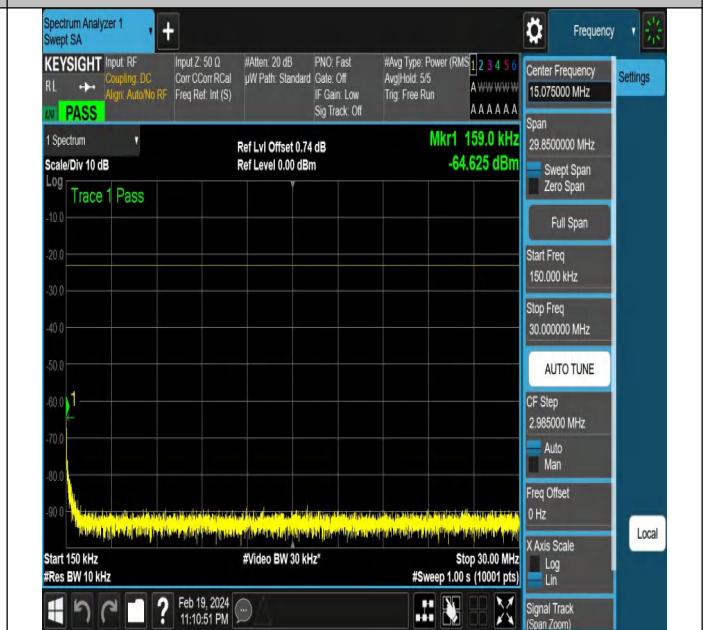 Spectrum Analyzer 1
Swept SA
+
Frequency
KEYSIGHT
RL
LXI
PASS
Input: RF
Coupling: DC
Align: Auto/No RF
Input Z: 50 Ω
Corr CCorr RCal
Freq Ref: Int (S)
#Atten: 20 dB
µW Path: Standard
PNO: Fast
Gate: Off
IF Gain: Low
Sig Track: Off
#Avg Type: Power (RMS
Avg|Hold: 5/5
Trig: Free Run
1 2 3 4 5 6
A W W W W W
A A A A A A
1 Spectrum
Scale/Div 10 dB
Ref Lvl Offset 0.74 dB
Ref Level 0.00 dBm
Mkr1 159.0 kHz
-64.625 dBm
Log
Trace 1 Pass
-10.0
-20.0
-30.0
-40.0
-50.0
-60.0
1
-70.0
-80.0
-90.0
Start 150 kHz
#Res BW 10 kHz
#Video BW 30 kHz*
Stop 30.00 MHz
#Sweep 1.00 s (10001 pts)
Center Frequency
15.075000 MHz
Span
29.8500000 MHz
Swept Span
Zero Span
Full Span
Start Freq
150.000 kHz
Stop Freq
30.000000 MHz
AUTO TUNE
CF Step
2.985000 MHz
Auto
Man
Freq Offset
0 Hz
X Axis Scale
Log
Lin
Signal Track
(Span Zoom)
Settings
Local
?
Feb 19, 2024
11:10:51 PM